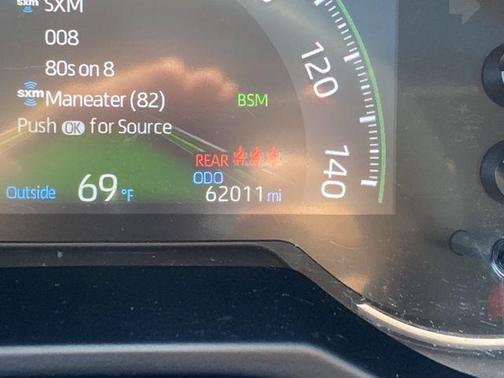 sxm SXM
008
80s on 8
sxm Maneater (82)
BSM
Push OK for Source
REAR
ODO
Outside 69°F 62011 mi
120
140